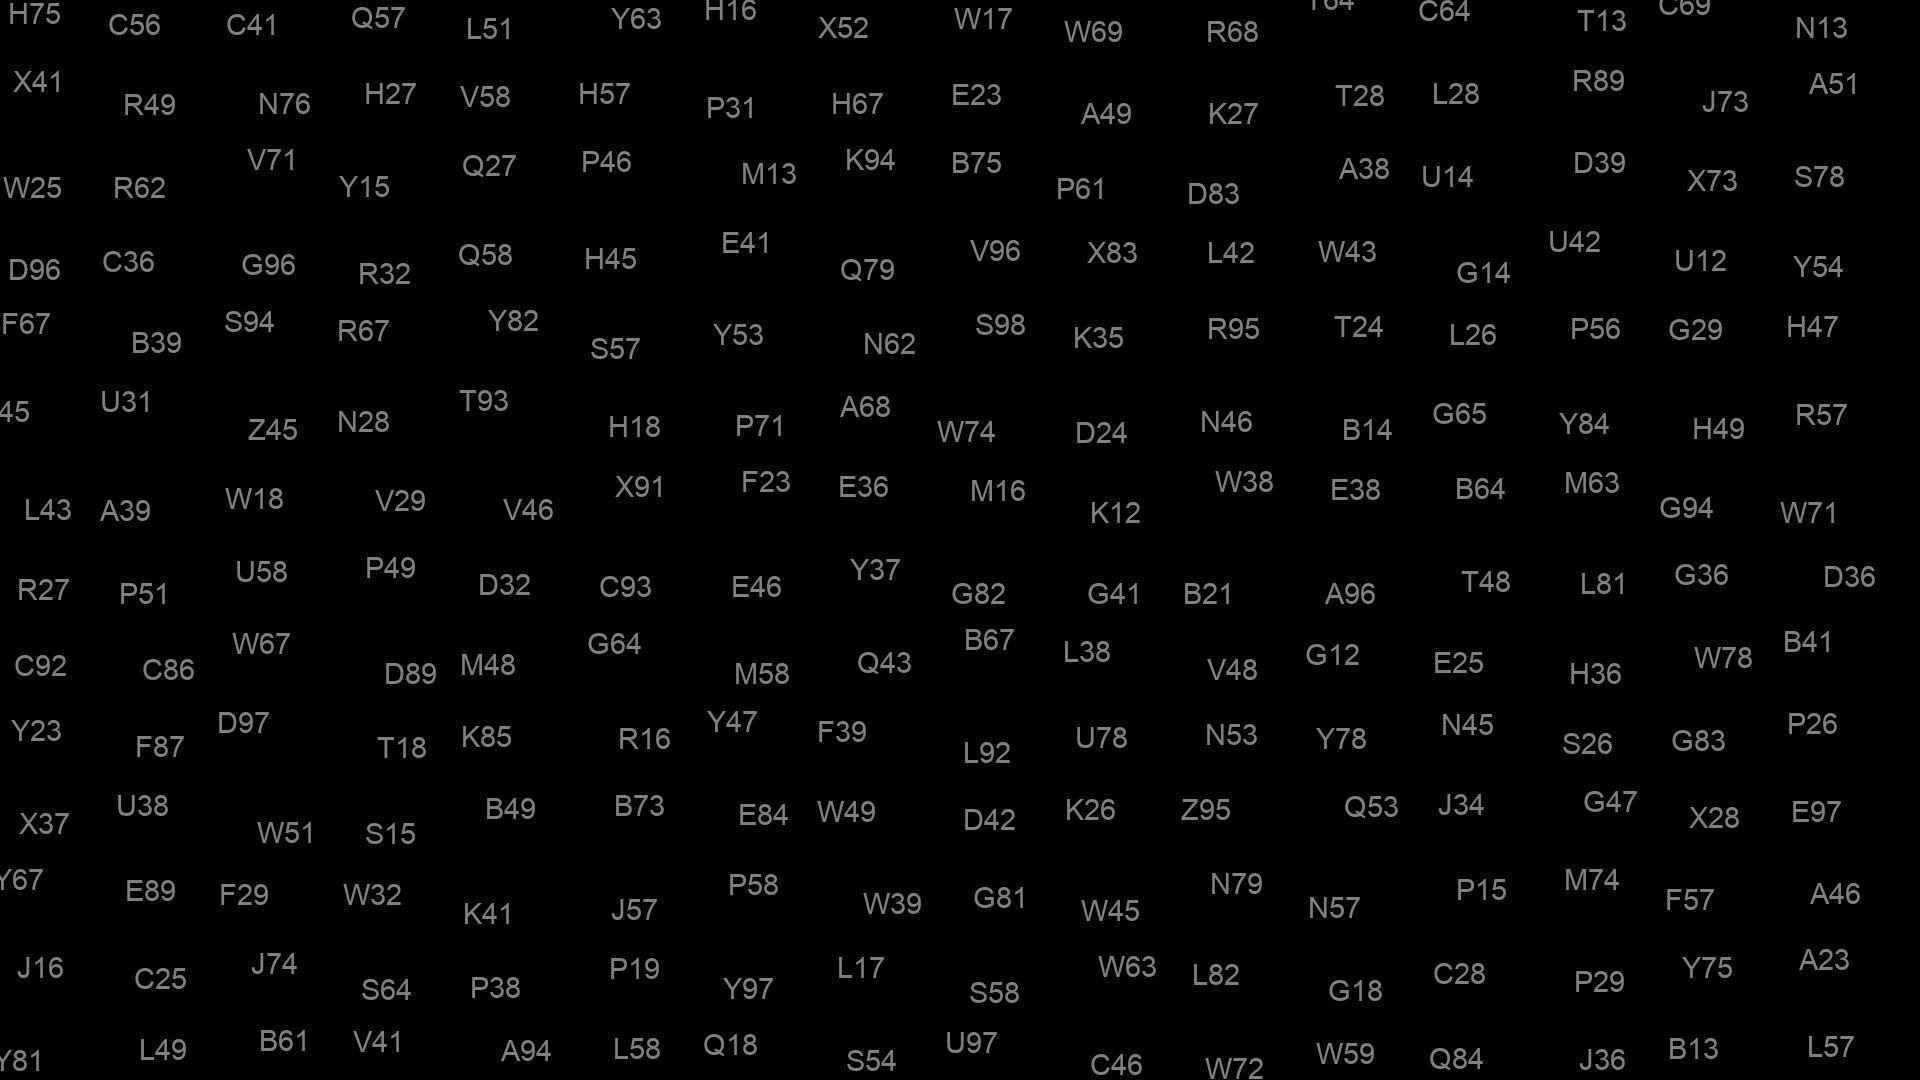 H75 C56 C41 Q57 L51 Y63 H16 X52 W17 W69 R68 C64 T13 C69 N13
X41 R49 N76 H27 V58 H57 P31 H67 E23 A49 K27 T28 L28 R89 J73 A51
W25 R62 V71 Y15 Q27 P46 M13 K94 B75 P61 D83 A38 U14 D39 X73 S78
D96 C36 G96 R32 Q58 H45 E41 Q79 V96 X83 L42 W43 G14 U42 U12 Y54
F67 B39 S94 R67 Y82 S57 Y53 N62 S98 K35 R95 T24 L26 P56 G29 H47
45 U31 Z45 N28 T93 H18 P71 A68 W74 D24 N46 B14 G65 Y84 H49 R57
L43 A39 W18 V29 V46 X91 F23 E36 M16 K12 W38 E38 B64 M63 G94 W71
R27 P51 U58 P49 D32 C93 E46 Y37 G82 G41 B21 A96 T48 L81 G36 D36
C92 C86 W67 D89 M48 G64 M58 Q43 B67 L38 V48 G12 E25 H36 W78 B41
Y23 F87 D97 T18 K85 R16 Y47 F39 L92 U78 N53 Y78 N45 S26 G83 P26
X37 U38 W51 S15 B49 B73 E84 W49 D42 K26 Z95 Q53 J34 G47 X28 E97
Y67 E89 F29 W32 K41 J57 P58 W39 G81 W45 N79 N57 P15 M74 F57 A46
J16 C25 J74 S64 P38 P19 Y97 L17 S58 W63 L82 G18 C28 P29 Y75 A23
Y81 L49 B61 V41 A94 L58 Q18 S54 U97 C46 W72 W59 Q84 J36 B13 L57